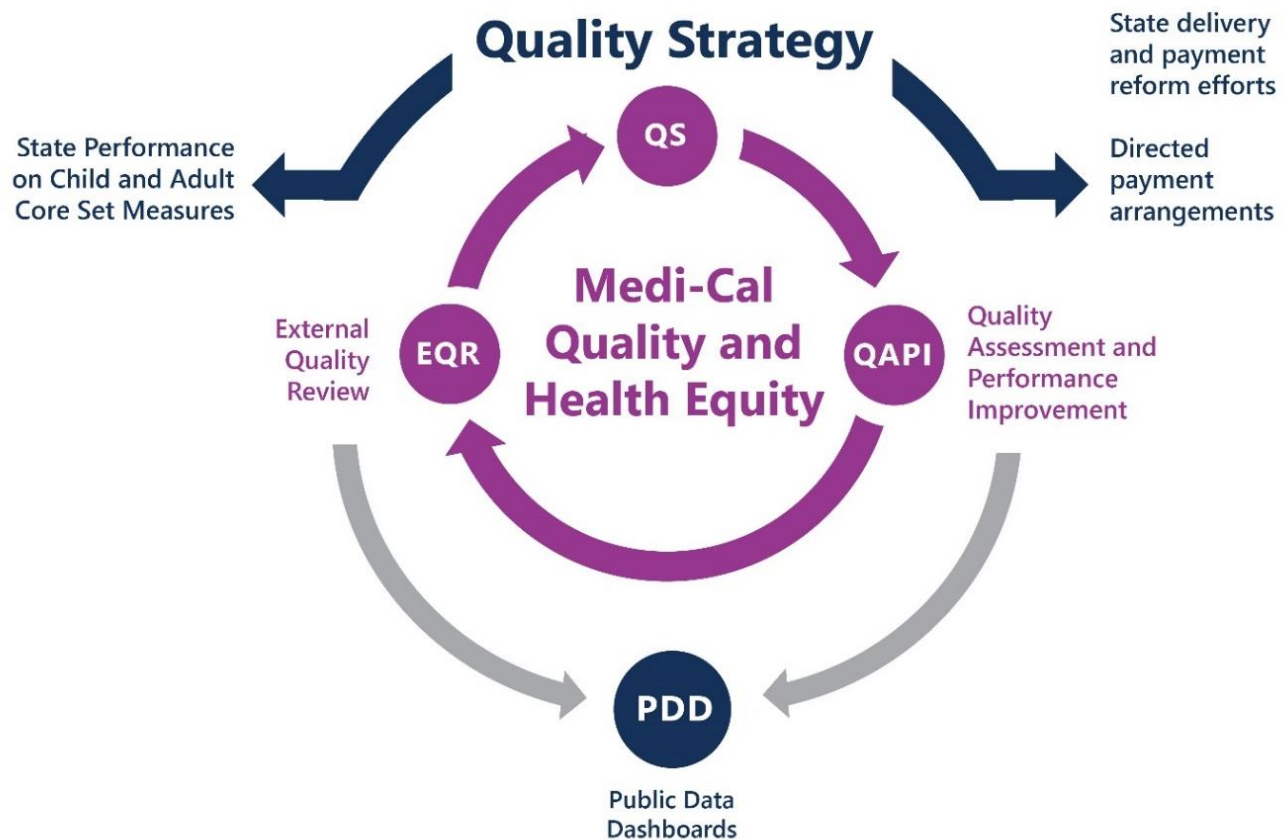 Quality Strategy
State delivery
and payment
reform efforts
State Performance
on Child and Adult
Core Set Measures
Directed
payment
arrangements
QS
Medi-Cal
Quality and
Health Equity
External
Quality
Review
EQR
QAPI
Quality
Assessment and
Performance
Improvement
PDD
Public Data
Dashboards